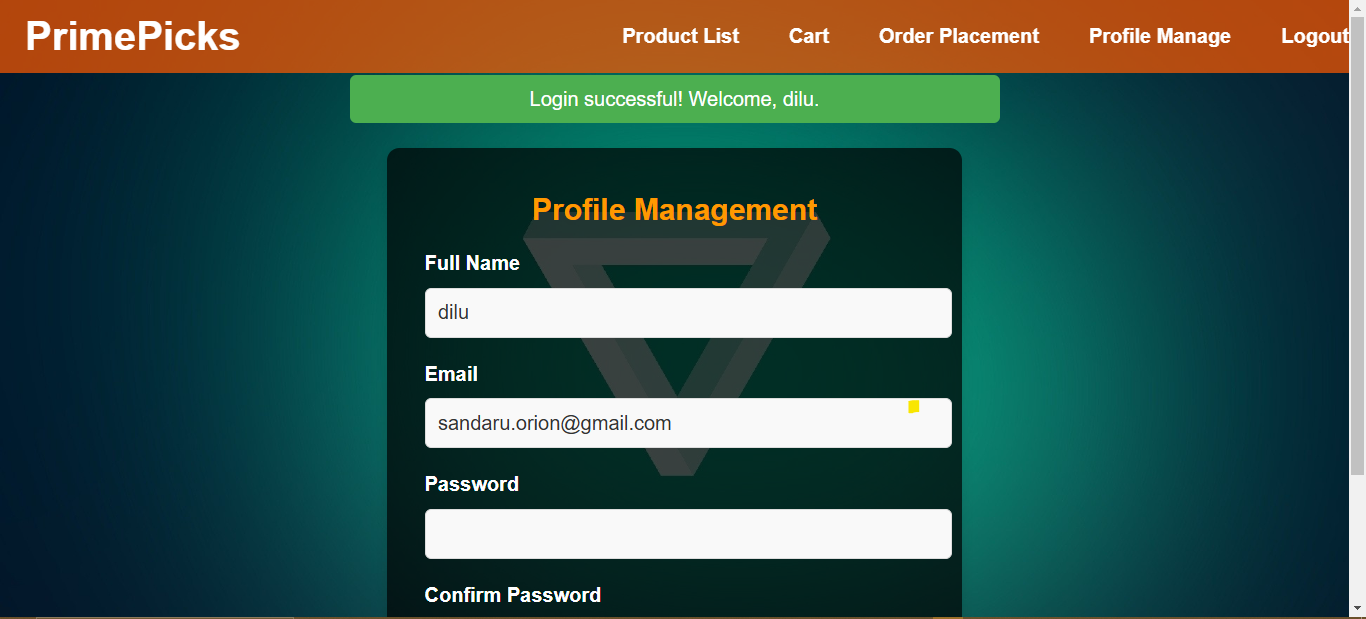 PrimePicks
Product List Cart Order Placement Profile Manage Logout
Login successful! Welcome, dilu.
Profile Management
Full Name
dilu
Email
sandaru.orion@gmail.com
Password
Confirm Password